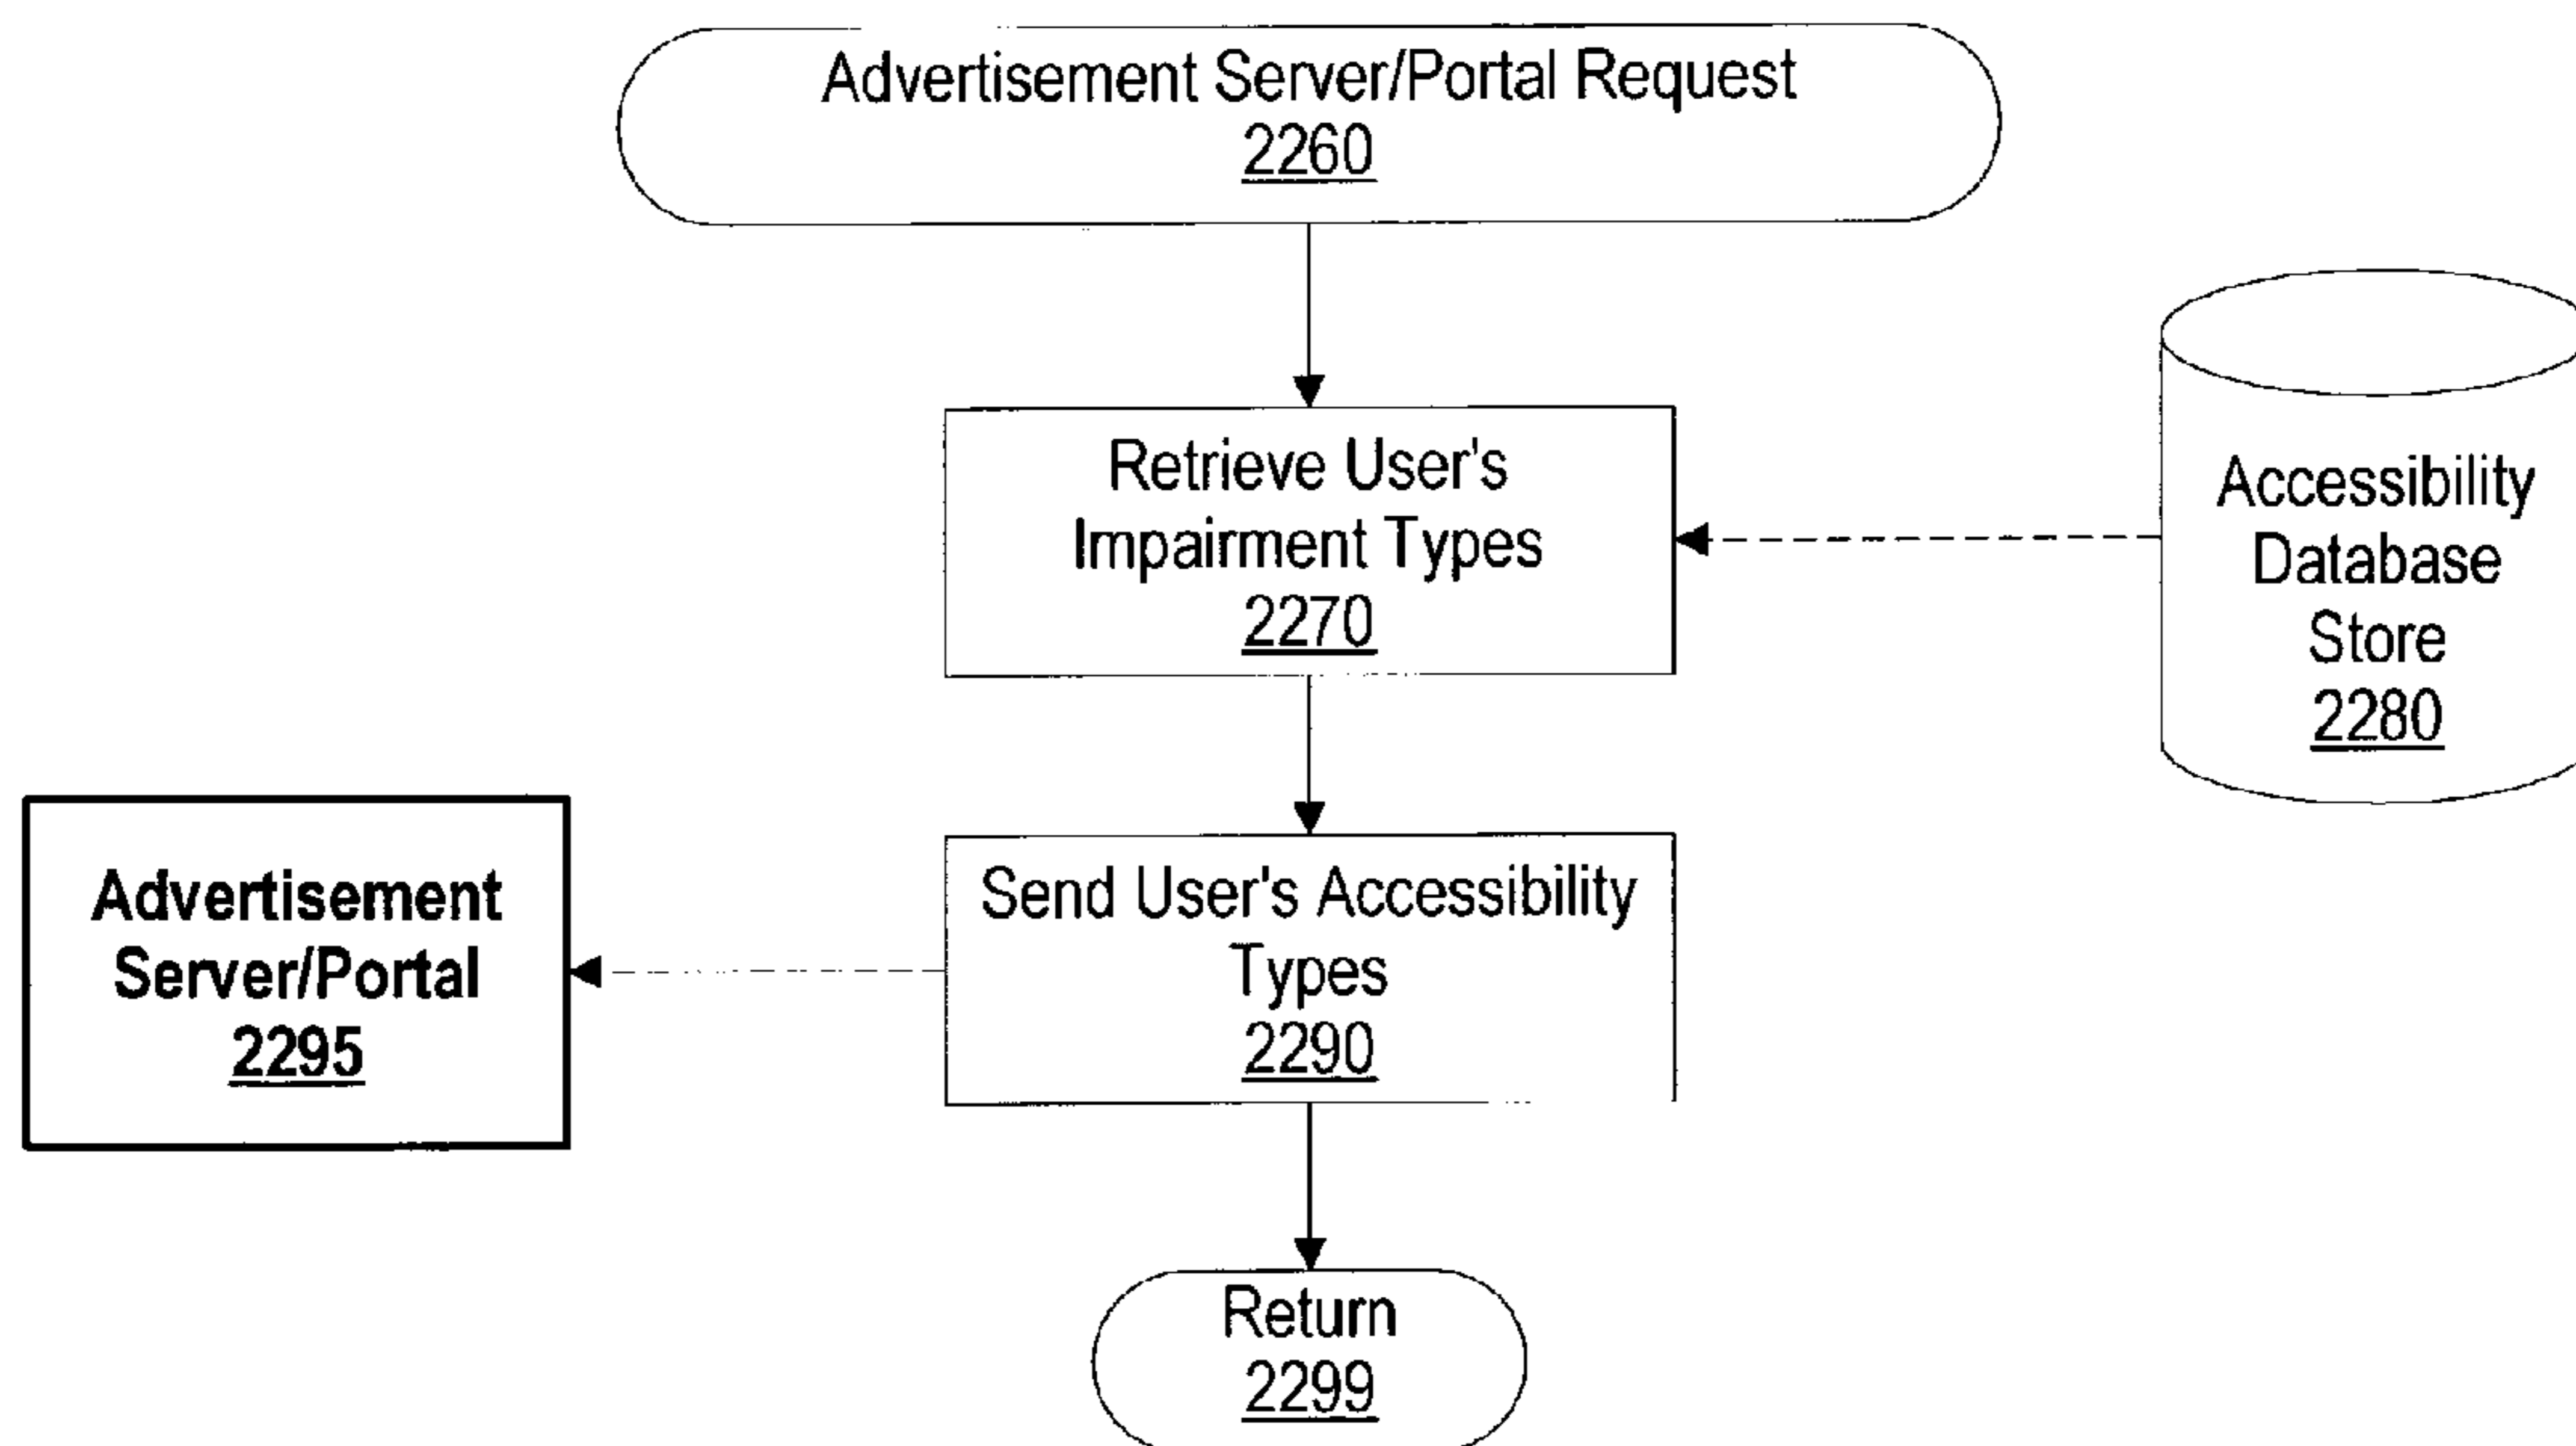 Advertisement Server/Portal Request
2260
Retrieve User's
Impairment Types
2270
Accessibility
Database
Store
2280
Send User's Accessibility
Types
2290
Advertisement
Server/Portal
2295
Return
2299